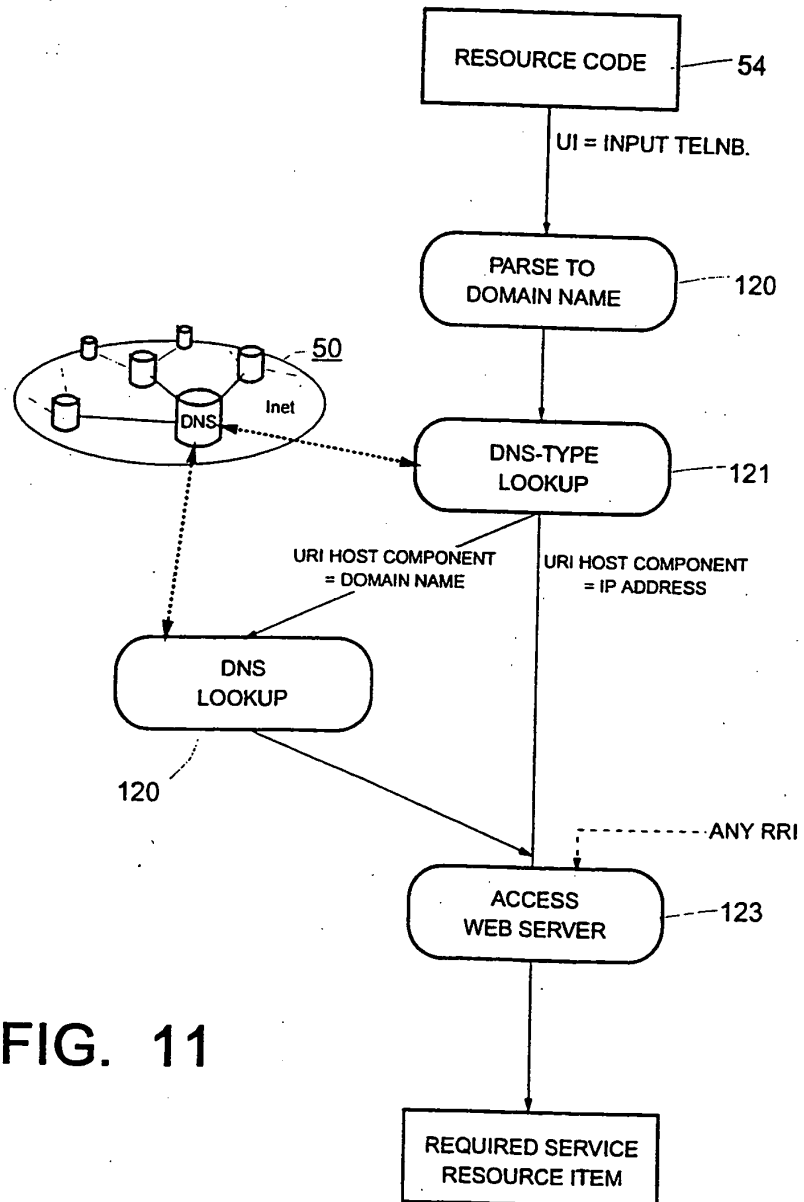 RESOURCE CODE
54
UI = INPUT TELNB.
PARSE TO
DOMAIN NAME
120
50
Inet
DNS
DNS-TYPE
LOOKUP
121
URI HOST COMPONENT
= DOMAIN NAME
URI HOST COMPONENT
= IP ADDRESS
DNS
LOOKUP
120
ANY RRI
ACCESS
WEB SERVER
123
FIG. 11
REQUIRED SERVICE
RESOURCE ITEM